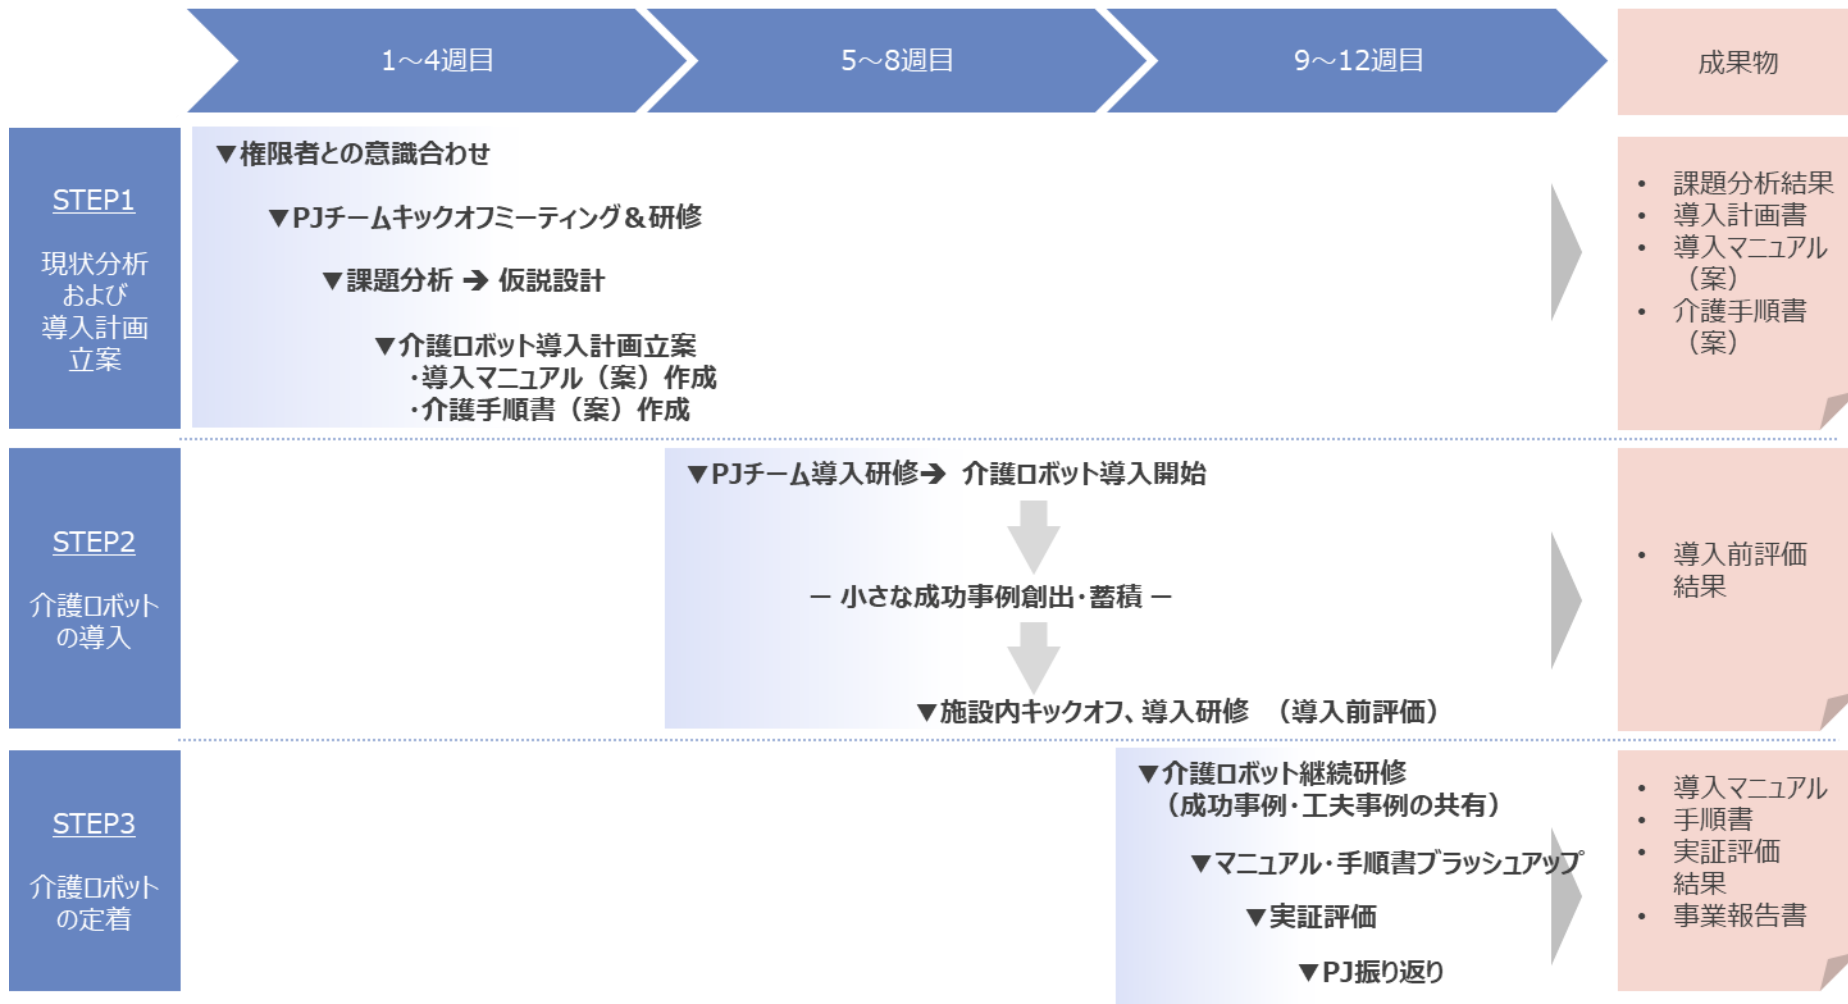 1～4週目
5～8週目
9～12週目
成果物
STEP1
現状分析
および
導入計画
立案
▼権限者との意識合わせ
▼PJチームキックオフミーティング＆研修
▼課題分析 ➔ 仮説設計
▼介護ロボット導入計画立案
・導入マニュアル（案）作成
・介護手順書（案）作成
• 課題分析結果
• 導入計画書
• 導入マニュアル
（案）
• 介護手順書
（案）
STEP2
介護ロボット
の導入
▼PJチーム導入研修➔ 介護ロボット導入開始
－ 小さな成功事例創出・蓄積 －
▼施設内キックオフ、導入研修 （導入前評価）
• 導入前評価
結果
STEP3
介護ロボット
の定着
▼介護ロボット継続研修
（成功事例・工夫事例の共有）
▼マニュアル・手順書ブラッシュアップ
▼実証評価
▼PJ振り返り
• 導入マニュアル
• 手順書
• 実証評価
結果
• 事業報告書